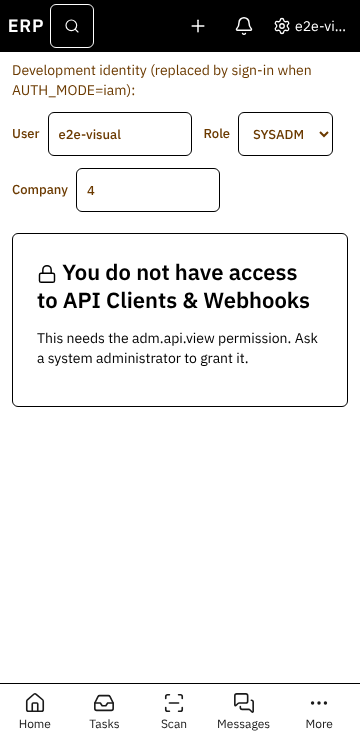 ERP
e2e-vi...
Development identity (replaced by sign-in when
AUTH_MODE=iam):
User e2e-visual Role SYSADM
Company 4
You do not have access
to API Clients & Webhooks
This needs the adm.api.view permission. Ask
a system administrator to grant it.
Home Tasks Scan Messages More